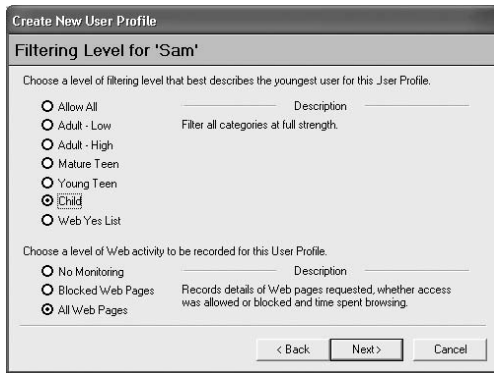 Create New User Profile
Filtering Level for 'Sam'
Choose a level of filtering level that best describes the youngest user for this Jser Profile.
Allow All
Description
Adult - Low
Filter all categories at full strength.
Adult - High
Mature Teen
Young Teen
Child
Web Yes List
Choose a level of Web activity to be recorded for this User Profile.
No Monitoring
Description
Blocked Web Pages
Records details of Web pages requested, whether access
was allowed or blocked and time spent browsing.
All Web Pages
< Back Next > Cancel